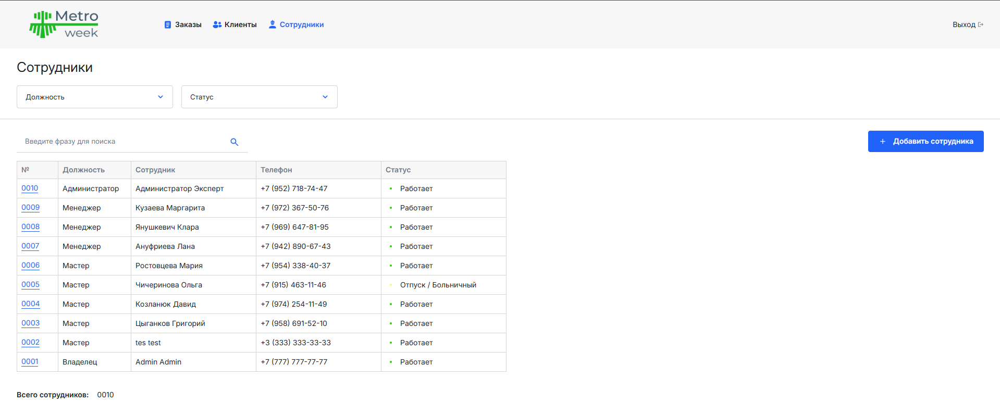 Metro
week
Заказы Клиенты Сотрудники Выход
Сотрудники
Должность Статус
Введите фразу для поиска + Добавить сотрудника
№ Должность Сотрудник Телефон Статус
0010 Администратор Администратор Эксперт +7 (952) 718-74-47 Работает
0009 Менеджер Кузаева Маргарита +7 (972) 367-50-76 Работает
0008 Менеджер Янушкевич Клара +7 (969) 647-81-95 Работает
0007 Менеджер Ануфриева Лана +7 (942) 890-67-43 Работает
0006 Мастер Ростовцева Мария +7 (954) 338-40-37 Работает
0005 Мастер Чичеринова Ольга +7 (915) 463-11-46 Отпуск / Больничный
0004 Мастер Козланюк Давид +7 (974) 254-11-49 Работает
0003 Мастер Цыганков Григорий +7 (958) 691-52-10 Работает
0002 Мастер tes test +3 (333) 333-33-33 Работает
0001 Владелец Admin Admin +7 (777) 777-77-77 Работает
Всего сотрудников: 0010